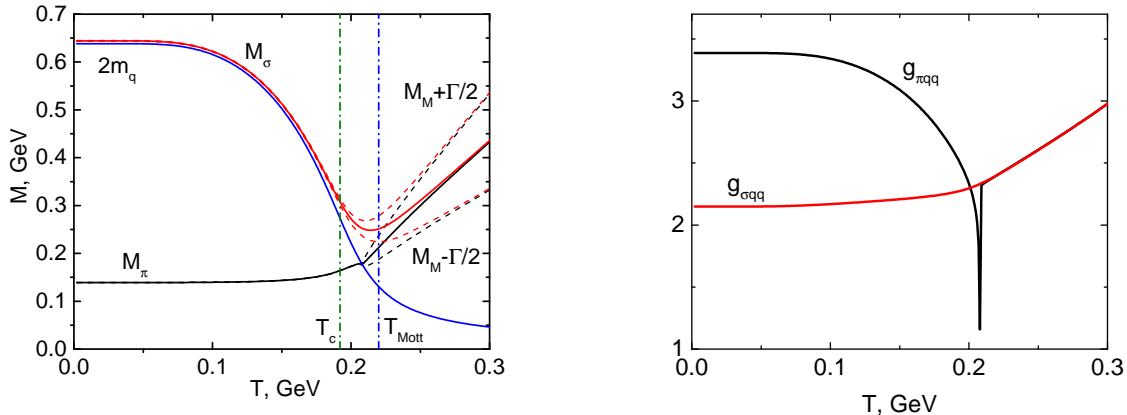 0.7
0.6
0.5
0.4
0.3
0.2
0.1
0.0
M, GeV
0.0 0.1 0.2 0.3
T, GeV
M_σ
2m_q
M_M+Γ/2
M_M-Γ/2
M_π
T_c
T_Mott
3
2
1
0.0 0.1 0.2 0.3
T, GeV
g_πqq
g_σqq